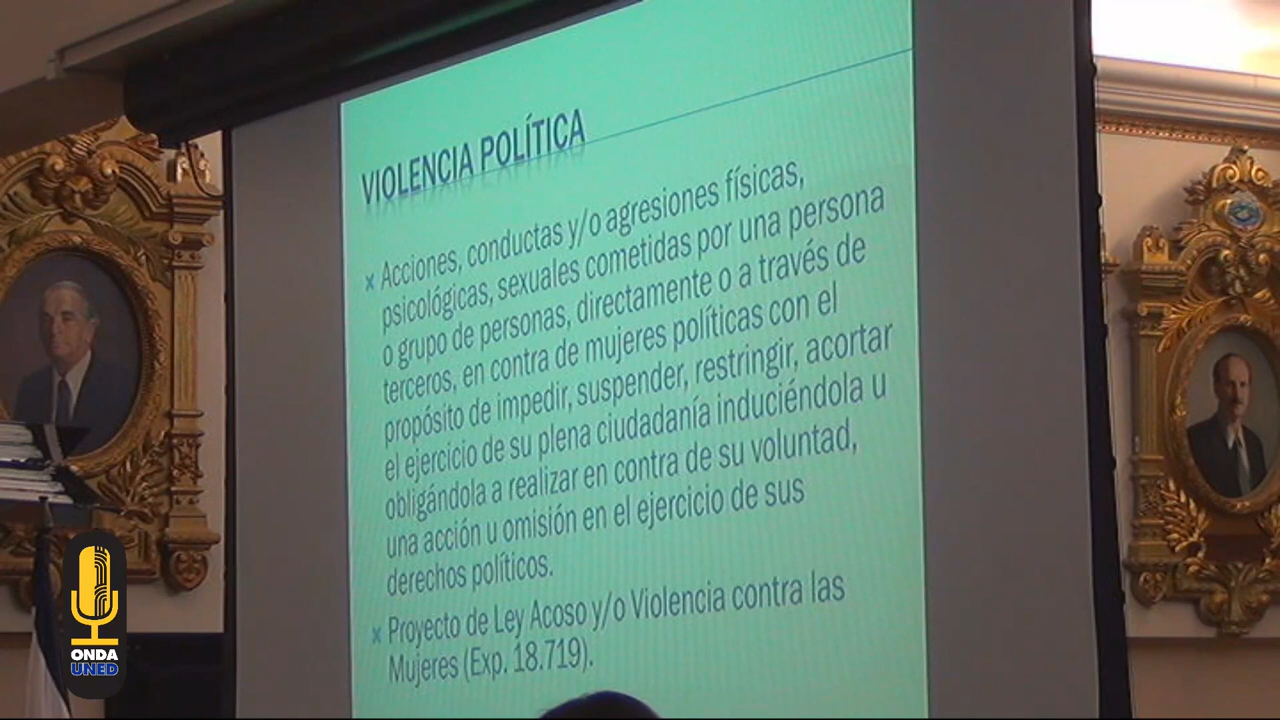 VIOLENCIA POLÍTICA
Acciones, conductas y/o agresiones físicas,
psicológicas, sexuales cometidas por una persona
o grupo de personas, directamente o a través de
terceros, en contra de mujeres políticas con el
propósito de impedir, suspender, restringir, acortar
el ejercicio de su plena ciudadanía induciéndola u
obligándola a realizar en contra de su voluntad,
una acción u omisión en el ejercicio de sus
derechos políticos.
Proyecto de Ley Acoso y/o Violencia contra las
Mujeres (Exp. 18.719).
ONDA
UNED